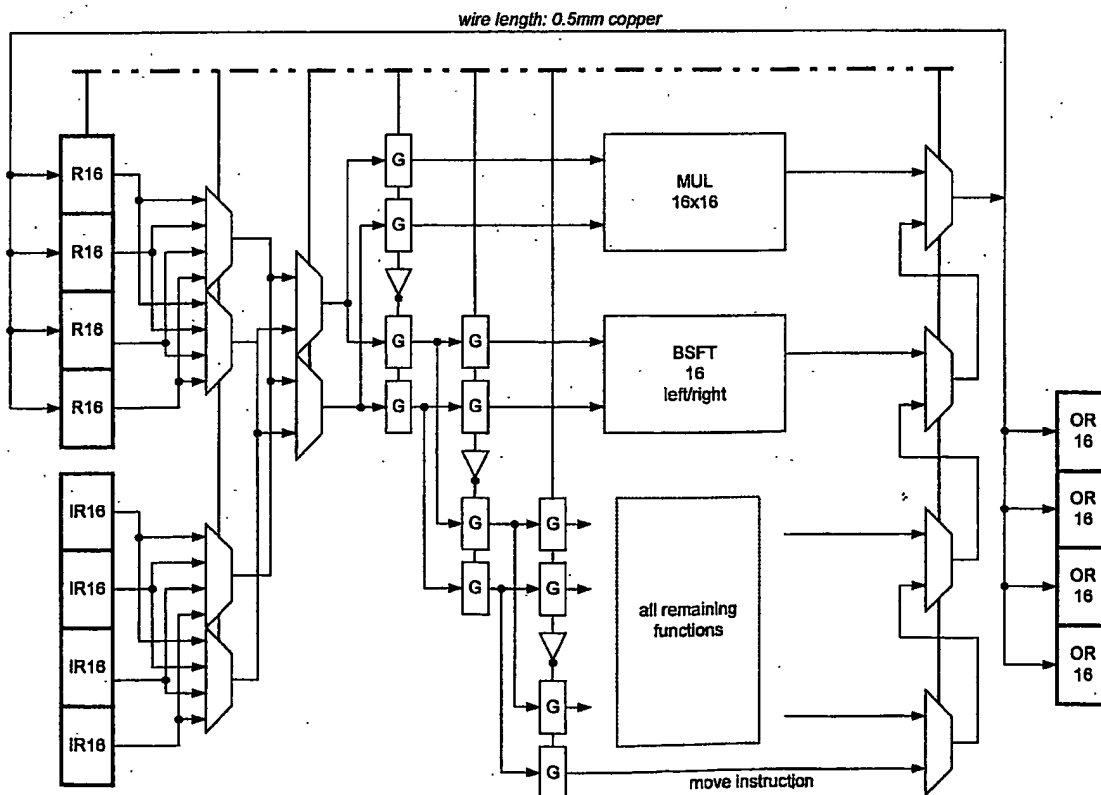 wire length: 0.5mm copper
R16
R16
R16
R16
IR16
IR16
IR16
IR16
G
G
G
G
G
G
G
G
G
G
G
G
MUL
16x16
BSFT
16
left/right
all remaining
functions
move instruction
OR
16
OR
16
OR
16
OR
16